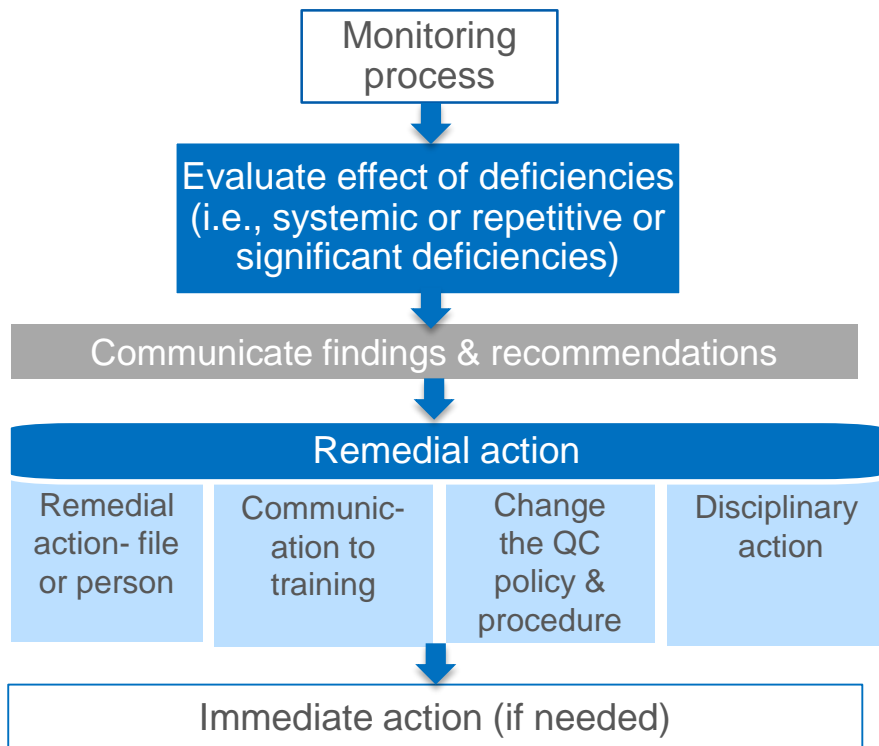 Monitoring
process
Evaluate effect of deficiencies
(i.e., systemic or repetitive or
significant deficiencies)
Communicate findings & recommendations
Remedial action
Remedial
action- file
or person
Communic-
ation to
training
Change
the QC
policy &
procedure
Disciplinary
action
Immediate action (if needed)